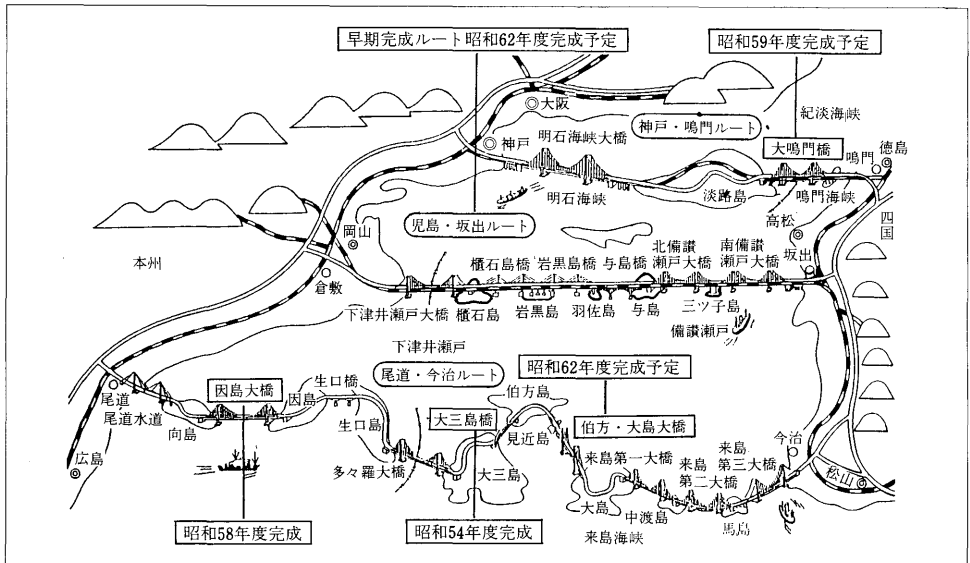 早期完成ルート昭和62年度完成予定
昭和59年度完成予定
大阪
紀淡海峡
神戸・鳴門ルート
神戸
明石海峡大橋
大鳴門橋
鳴門
徳島
明石海峡
淡路島
鳴門海峡
四国
児島・坂出ルート
高松
岡山
本州
倉敷
櫃石島橋
岩黒島橋
与島橋
北備讃
瀬戸大橋
南備讃
瀬戸大橋
坂出
下津井瀬戸大橋
櫃石島
岩黒島
羽佐島
与島
三ツ子島
備讃瀬戸
下津井瀬戸
尾道・今治ルート
昭和62年度完成予定
尾道
尾道水道
因島大橋
因島
生口橋
伯方島
向島
生口島
大三島橋
見近島
伯方・大島大橋
広島
多々羅大橋
大三島
来島第一大橋
来島
第二大橋
来島
第三大橋
今治
松山
大島
中渡島
馬島
来島海峡
昭和58年度完成
昭和54年度完成